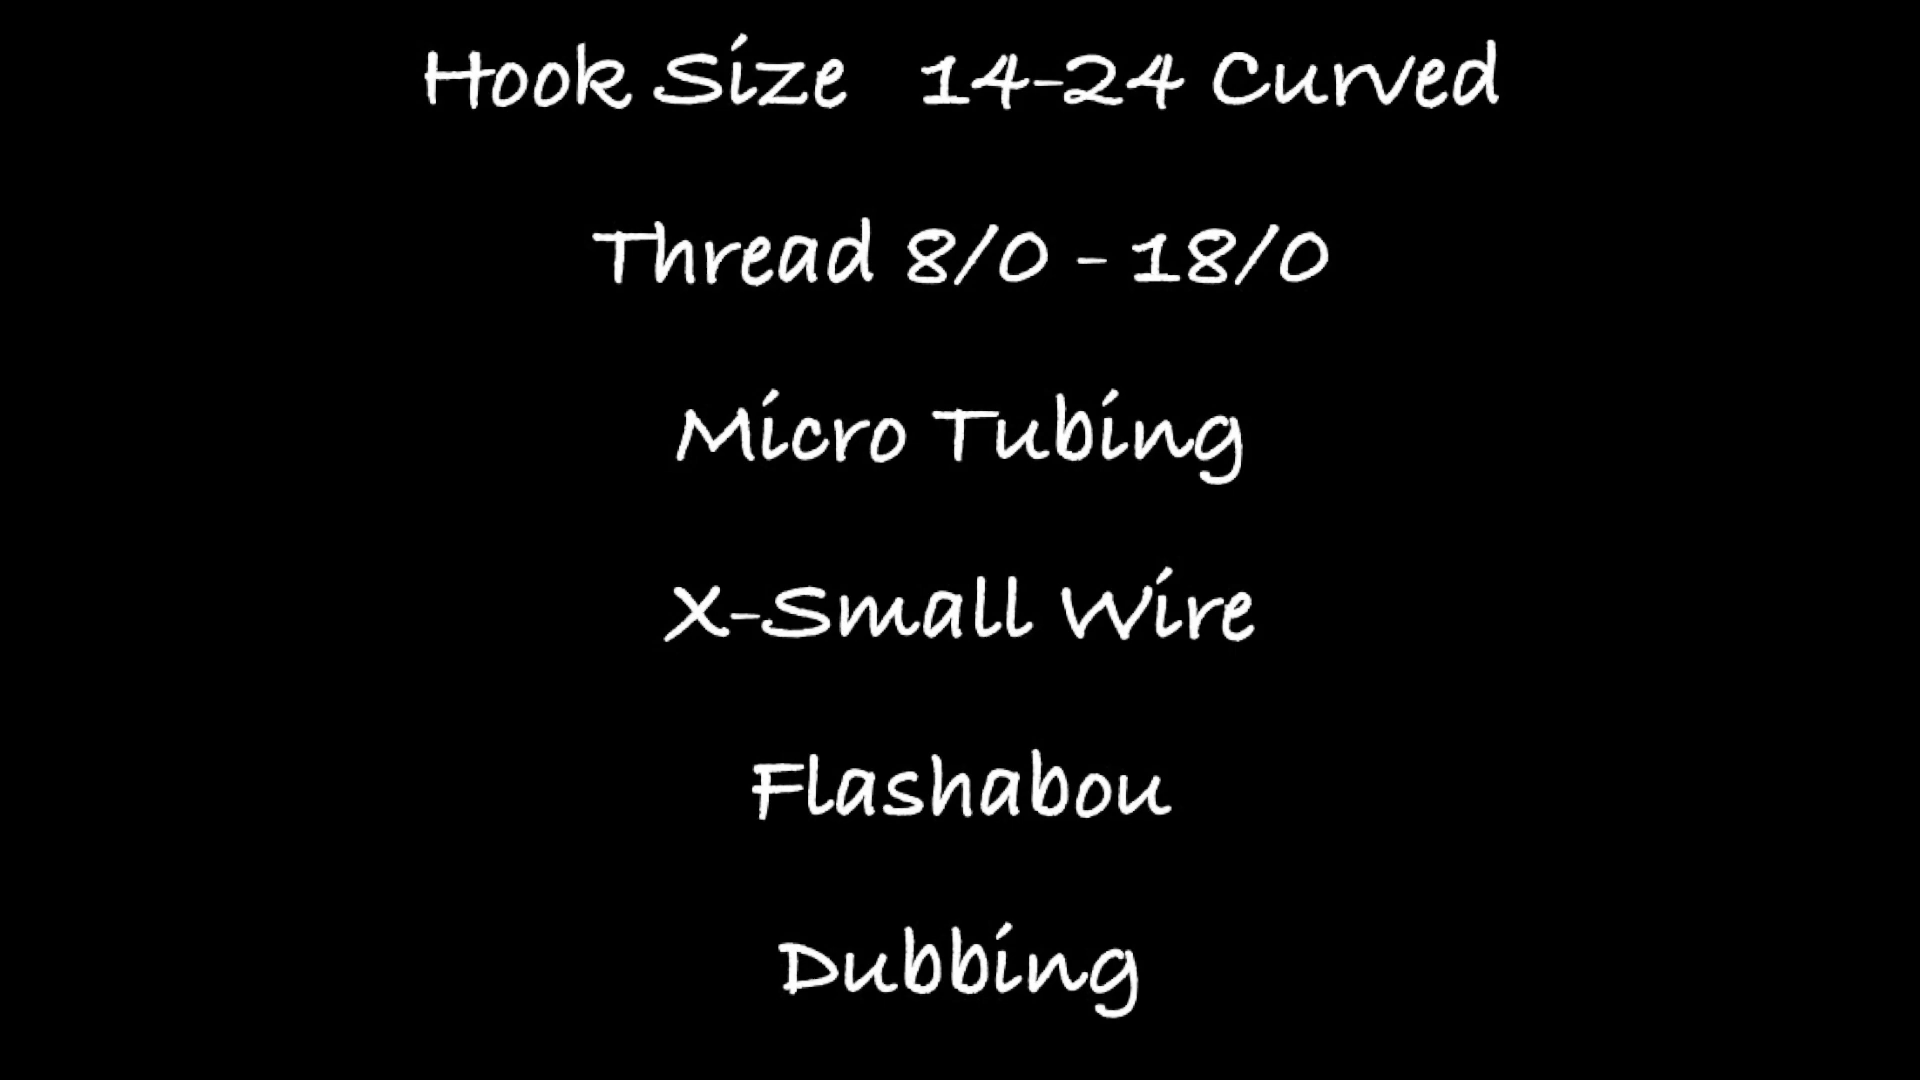 Hook Size 14-24 Curved
Thread 8/0 - 18/0
Micro Tubing
X-Small Wire
Flashabou
Dubbing